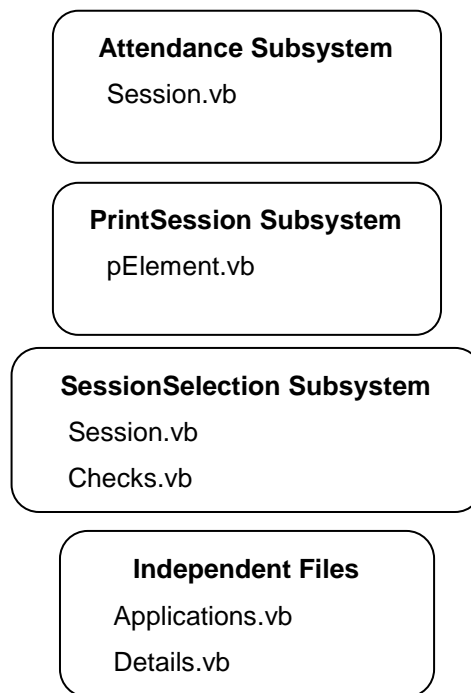 Attendance Subsystem
Session.vb
PrintSession Subsystem
pElement.vb
SessionSelection Subsystem
Session.vb
Checks.vb
Independent Files
Applications.vb
Details.vb